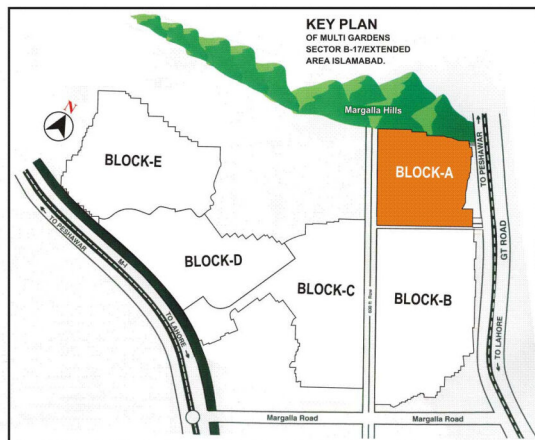 KEY PLAN
OF MULTI GARDENS
SECTOR B-17/EXTENDED
AREA ISLAMABAD.
Margalla Hills
N
BLOCK-E
BLOCK-A
TO PESHAWAR
GT ROAD
TO PESHAWAR
M-1
BLOCK-D
BLOCK-C
BLOCK-B
TO LAHORE
TO LAHORE
Margalla Road
Margalla Road